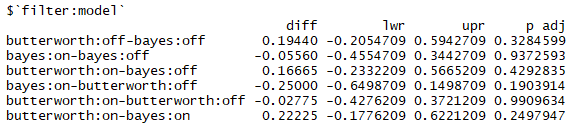 $`filter:model`
diff lwr upr p adj
butterworth:off-bayes:off 0.19440 -0.2054709 0.5942709 0.3284599
bayes:on-bayes:off -0.05560 -0.4554709 0.3442709 0.9372593
butterworth:on-bayes:off 0.16665 -0.2332209 0.5665209 0.4292835
bayes:on-butterworth:off -0.25000 -0.6498709 0.1498709 0.1903914
butterworth:on-butterworth:off -0.02775 -0.4276209 0.3721209 0.9909634
butterworth:on-bayes:on 0.22225 -0.1776209 0.6221209 0.2497947